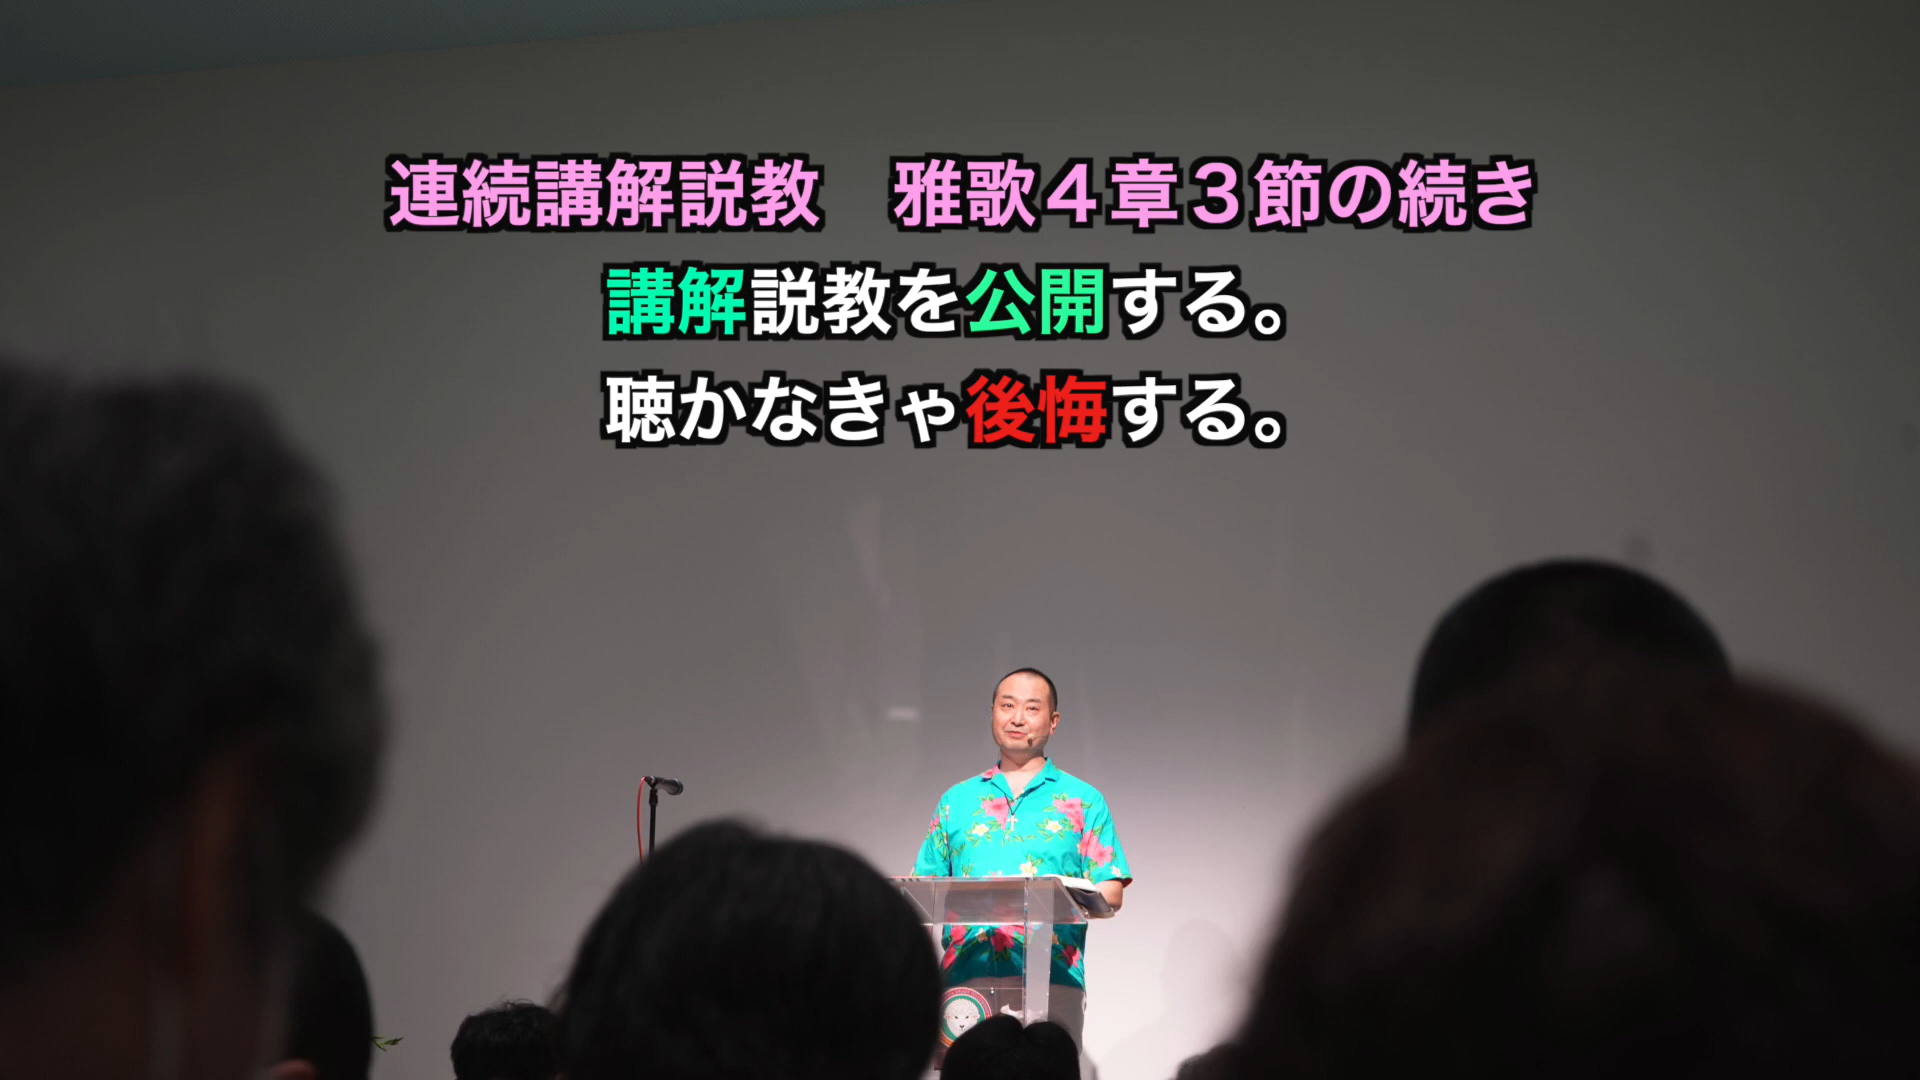 連続講解説教　雅歌４章３節の続き
講解説教を公開する。
聴かなきゃ後悔する。